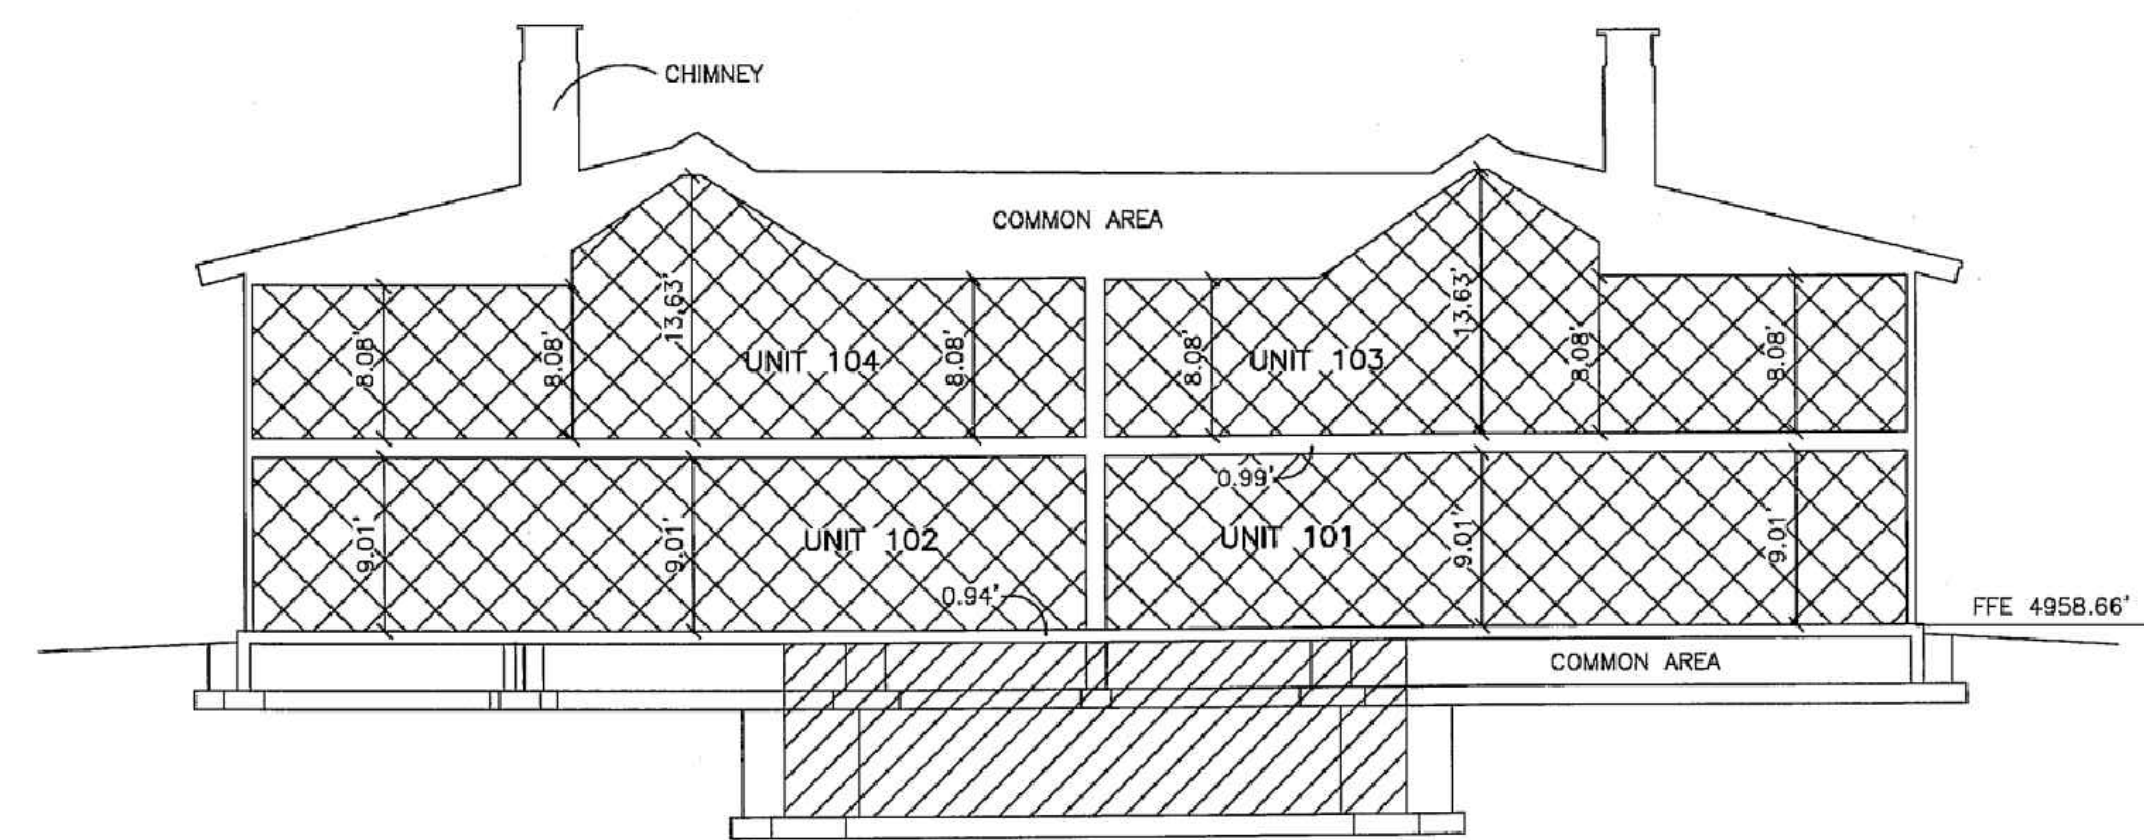 CHIMNEY
COMMON AREA
13.63'
13.63'
8.08'
8.08'
UNIT 104
8.08'
8.08'
UNIT 103
8.08'
8.08'
0.99'
9.01'
9.01'
UNIT 102
UNIT 101
9.01'
9.01'
0.94'
FFE 4958.66'
COMMON AREA